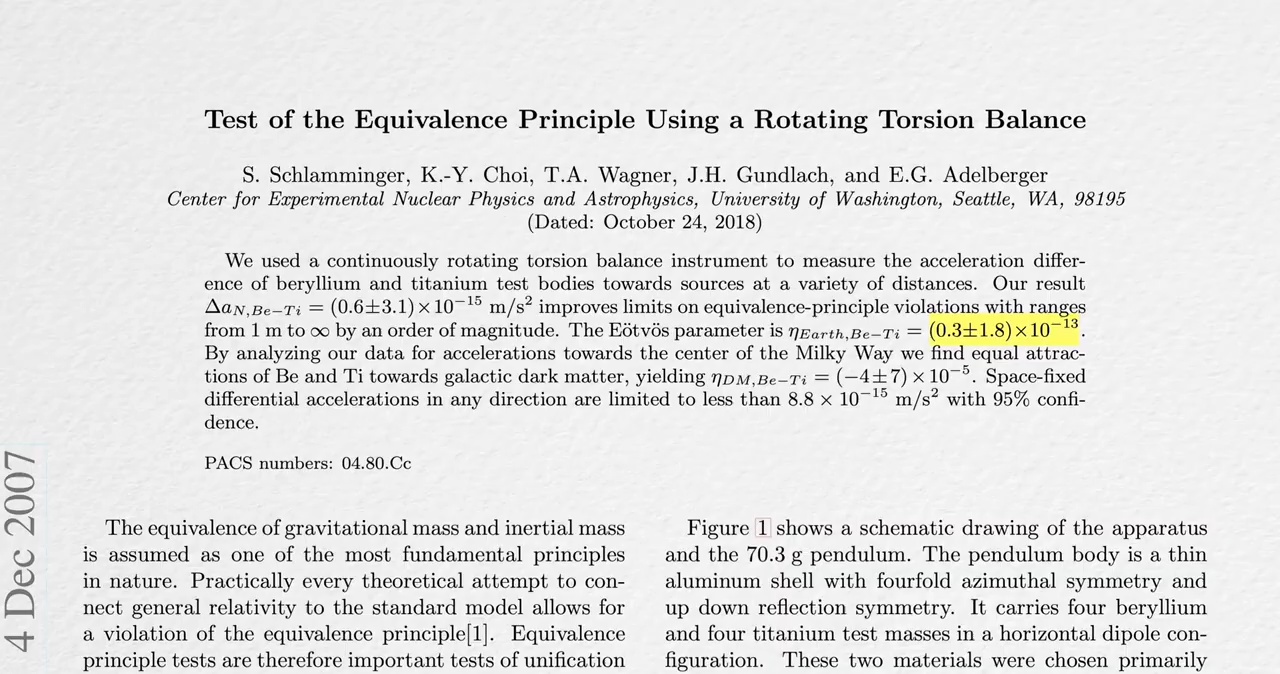 Test of the Equivalence Principle Using a Rotating Torsion Balance
S. Schlamminger, K.-Y. Choi, T.A. Wagner, J.H. Gundlach, and E.G. Adelberger
Center for Experimental Nuclear Physics and Astrophysics, University of Washington, Seattle, WA, 98195
(Dated: October 24, 2018)
We used a continuously rotating torsion balance instrument to measure the acceleration differ-
ence of beryllium and titanium test bodies towards sources at a variety of distances. Our result
Δa_{N,Be−Ti} = (0.6±3.1)×10⁻¹⁵ m/s² improves limits on equivalence-principle violations with ranges
from 1 m to ∞ by an order of magnitude. The Eötvös parameter is η_{Earth,Be−Ti} = (0.3±1.8)×10⁻¹³.
By analyzing our data for accelerations towards the center of the Milky Way we find equal attrac-
tions of Be and Ti towards galactic dark matter, yielding η_{DM,Be−Ti} = (−4±7)×10⁻⁵. Space-fixed
differential accelerations in any direction are limited to less than 8.8 × 10⁻¹⁵ m/s² with 95% confi-
dence.
PACS numbers: 04.80.Cc
4 Dec 2007
The equivalence of gravitational mass and inertial mass
is assumed as one of the most fundamental principles
in nature. Practically every theoretical attempt to con-
nect general relativity to the standard model allows for
a violation of the equivalence principle[1]. Equivalence
principle tests are therefore important tests of unification
Figure 1 shows a schematic drawing of the apparatus
and the 70.3 g pendulum. The pendulum body is a thin
aluminum shell with fourfold azimuthal symmetry and
up down reflection symmetry. It carries four beryllium
and four titanium test masses in a horizontal dipole con-
figuration. These two materials were chosen primarily